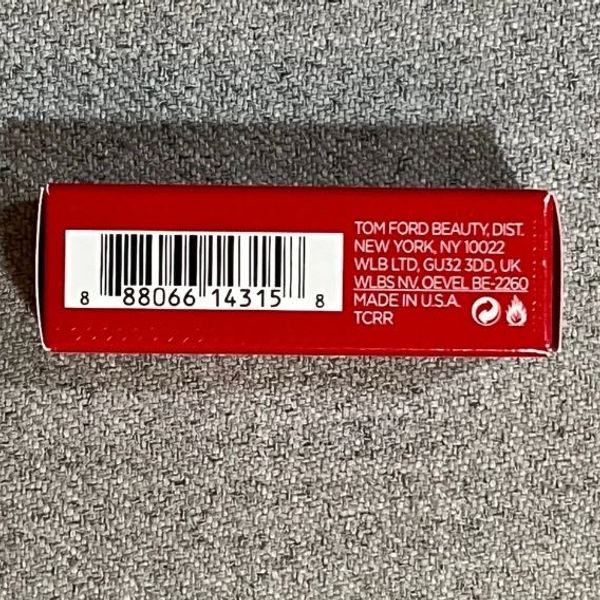 8 88066 14315 8
TOM FORD BEAUTY, DIST.
NEW YORK, NY 10022
WLB LTD, GU32 3DD, UK
WLBS NV. OEVEL BE-2260
MADE IN U.S.A.
TCRR